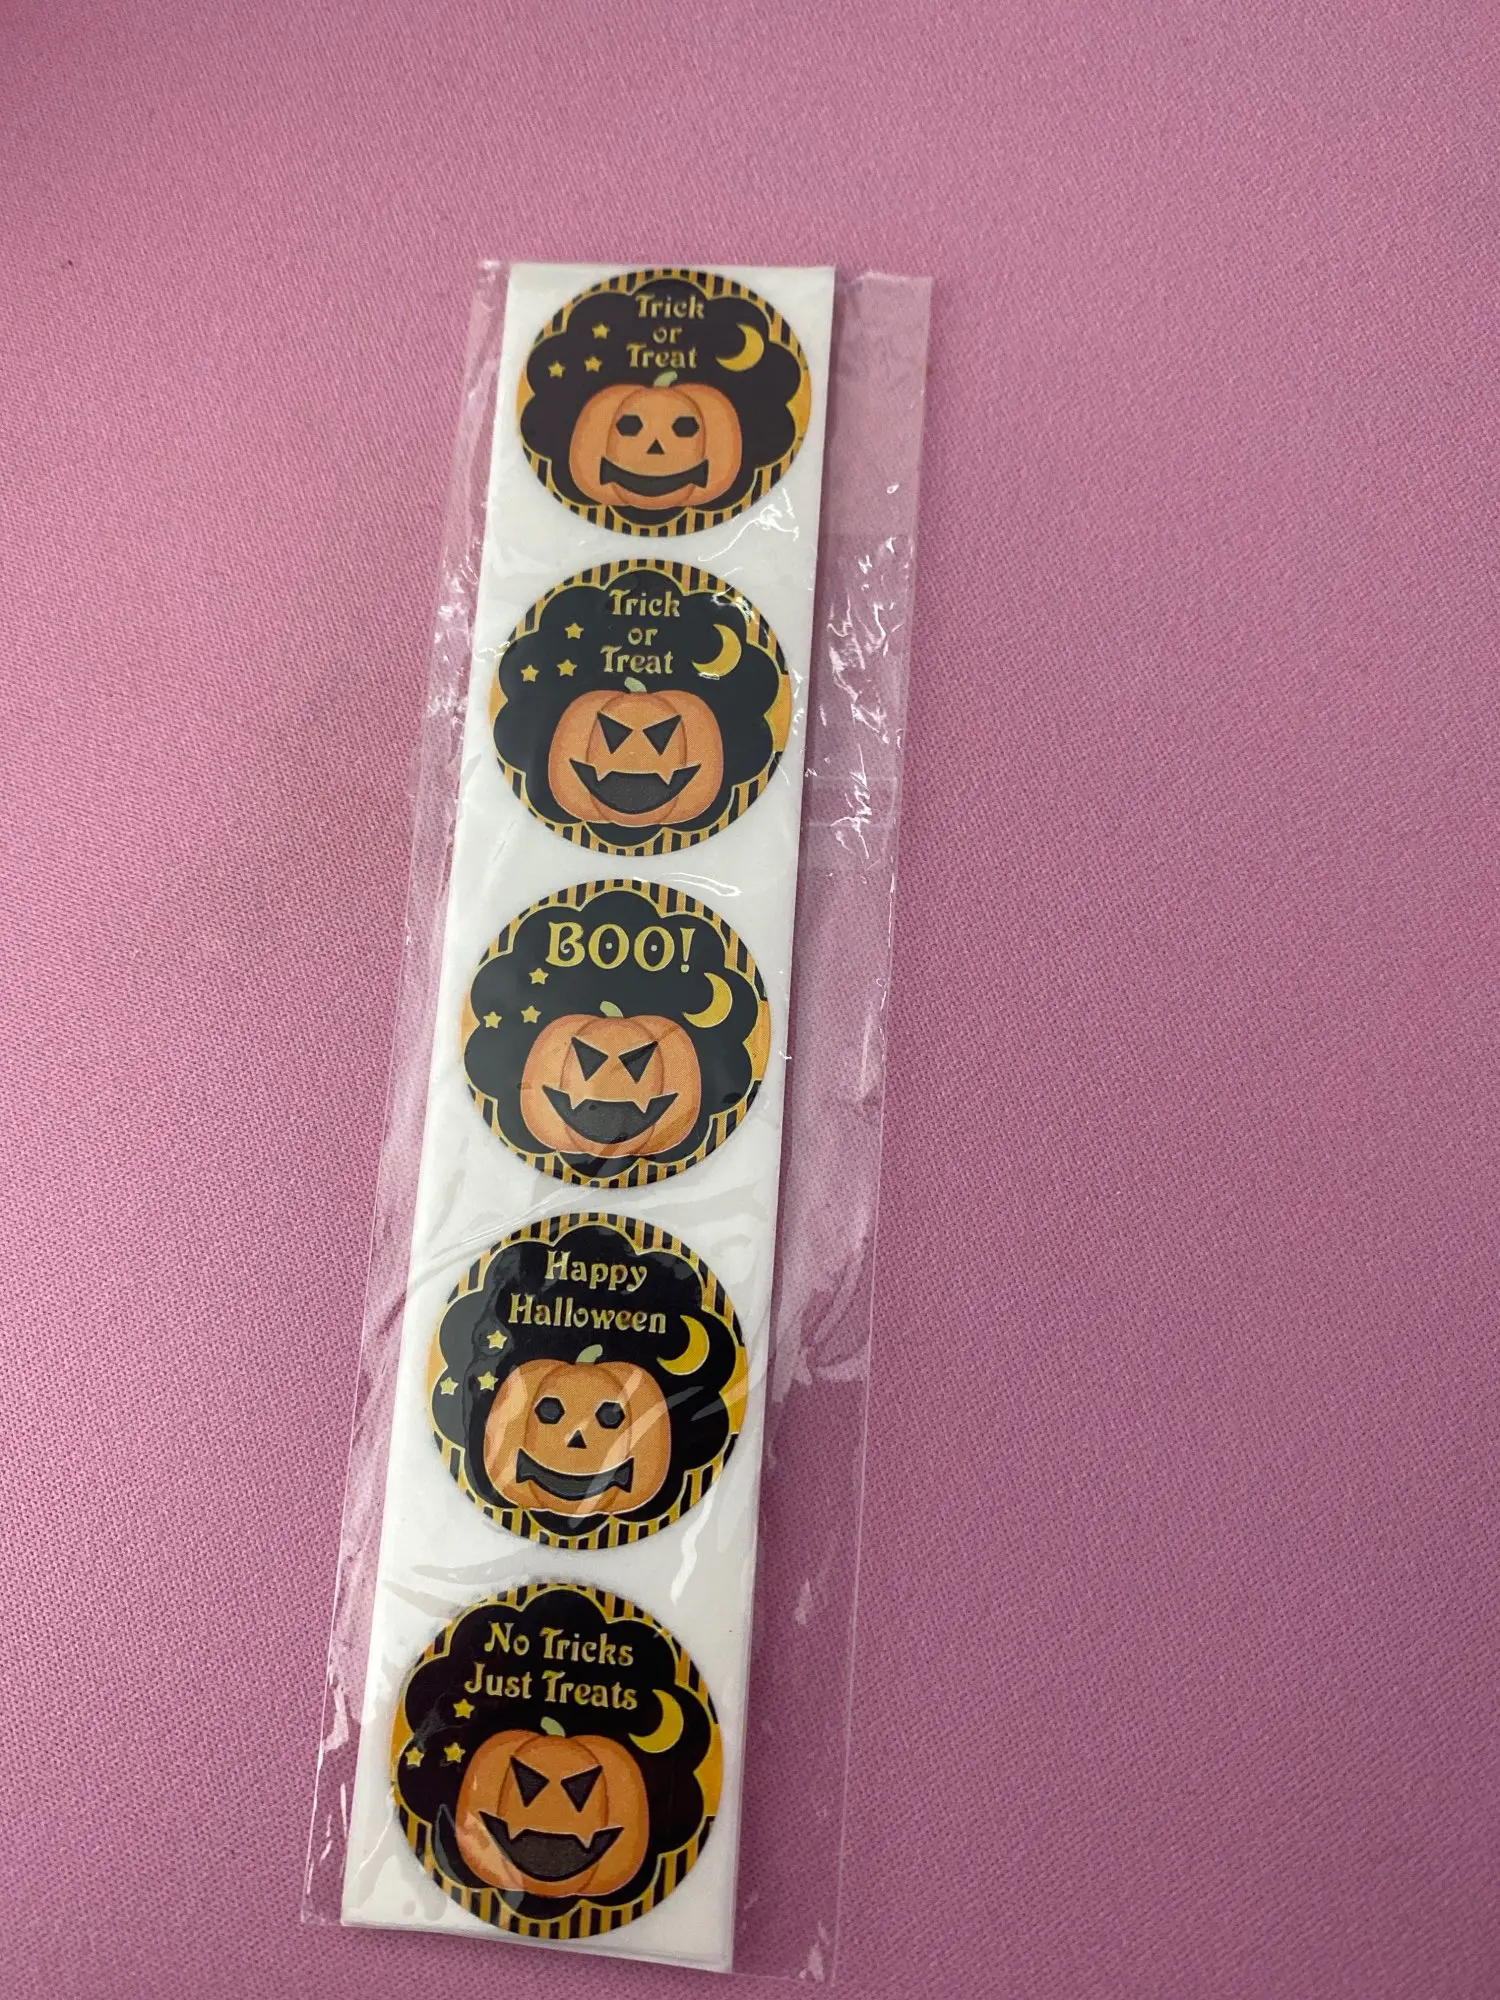 Trick
or
Treat
Trick
or
Treat
BOO!
Happy
Halloween
No Tricks
Just Treats